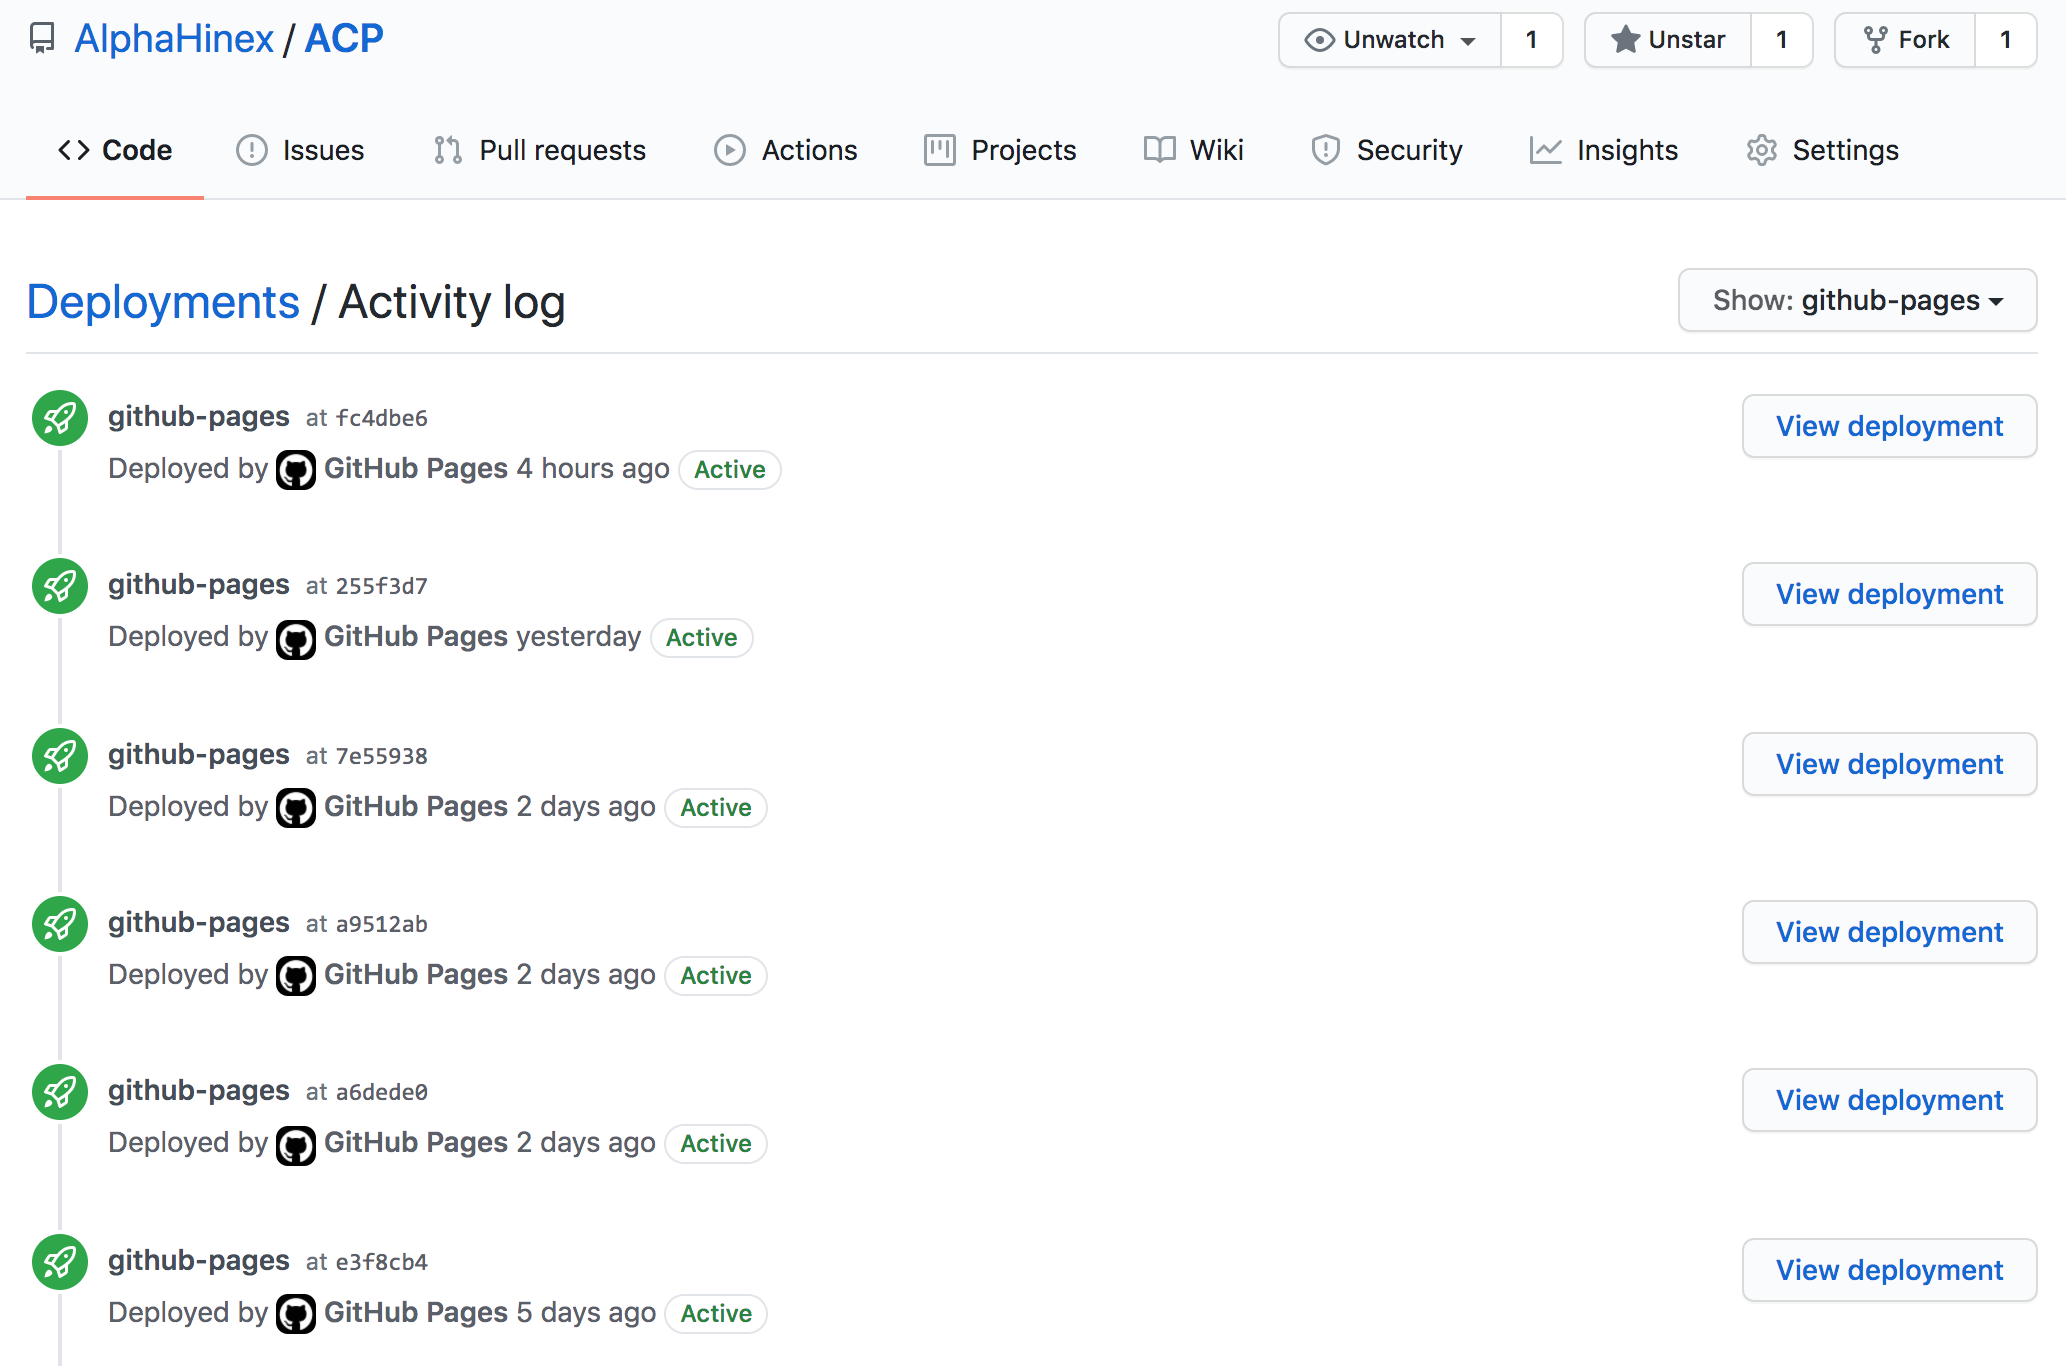 AlphaHinex / ACP
Unwatch 1 Unstar 1 Fork 1
Code Issues Pull requests Actions Projects Wiki Security Insights Settings
Deployments / Activity log
Show: github-pages
github-pages at fc4dbe6
View deployment
Deployed by GitHub Pages 4 hours ago Active
github-pages at 255f3d7
View deployment
Deployed by GitHub Pages yesterday Active
github-pages at 7e55938
View deployment
Deployed by GitHub Pages 2 days ago Active
github-pages at a9512ab
View deployment
Deployed by GitHub Pages 2 days ago Active
github-pages at a6dede0
View deployment
Deployed by GitHub Pages 2 days ago Active
github-pages at e3f8cb4
View deployment
Deployed by GitHub Pages 5 days ago Active